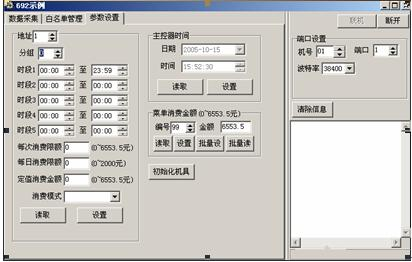 692示例
数据采集 白名单管理 参数设置
地址 1
分组 0
时段1 00:00 至 23:59
时段2 00:00 至 00:00
时段3 00:00 至 00:00
时段4 00:00 至 00:00
时段5 00:00 至 00:00
每次消费限额 0 (0~6553.5元)
每日消费限额 0 (0~2000元)
定值消费金额 0 (0~6553.5元)
消费模式
读取 设置
主控器时间
日期 2005-10-15
时间 15:52:30
读取 设置
菜单消费金额 (0~6553.5元)
编号 99 金额 6553.5
读取 设置 批量设 批量读
初始化机具
联机 断开
端口设置
机号 01 端口 1
波特率 38400
清除信息